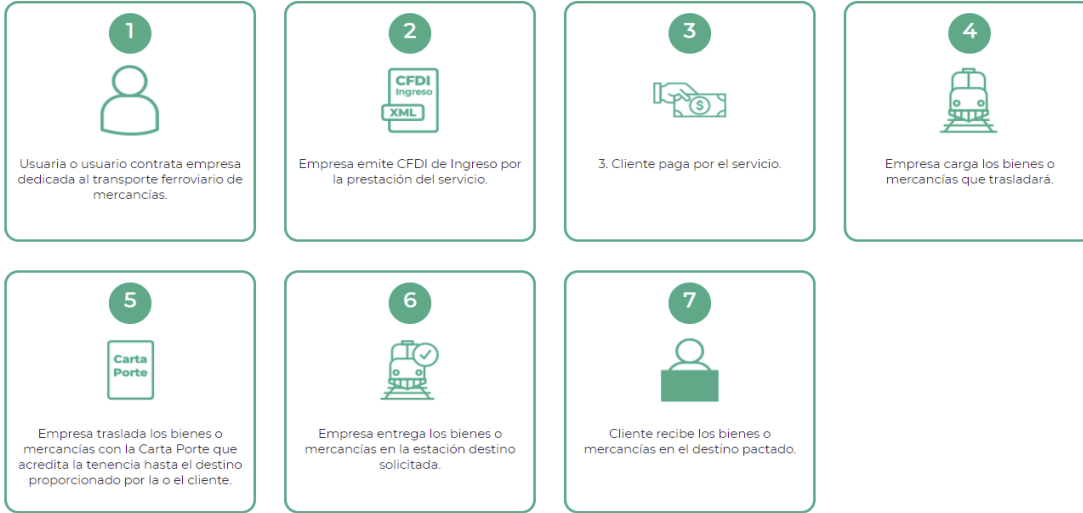 1
Usuaria o usuario contrata empresa
dedicada al transporte ferroviario de
mercancías.
2
CFDI
Ingreso
XML
Empresa emite CFDI de Ingreso por
la prestación del servicio.
3
$
3. Cliente paga por el servicio.
4
Empresa carga los bienes o
mercancías que trasladará.
5
Carta
Porte
Empresa traslada los bienes o
mercancías con la Carta Porte que
acredita la tenencia hasta el destino
proporcionado por la o el cliente.
6
Empresa entrega los bienes o
mercancías en la estación destino
solicitada.
7
Cliente recibe los bienes o
mercancías en el destino pactado.